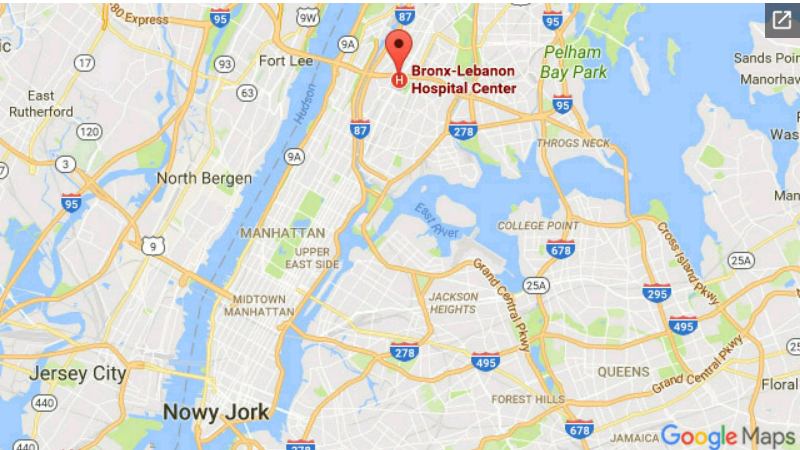 80 Express
95
9W
87
95
9A
Fort Lee
17
93
63
Bronx-Lebanon
Hospital Center
H
Pelham
Bay Park
Sands Poin
Manorhav
East
Rutherford
Hudson
95
120
87
278
THROGS NECK
Was
3
9A
North Bergen
95
Man
East River
COLLEGE POINT
9
MANHATTAN
UPPER
EAST SIDE
678
Cross Island Pkwy
25A
Grand Central Pkwy
25A
MIDTOWN
MANHATTAN
JACKSON
HEIGHTS
295
495
278
495
Jersey City
QUEENS
Grand Central Pkwy
25
Floral
440
Nowy Jork
FOREST HILLS
678
JAMAICA
440
278
Google Maps